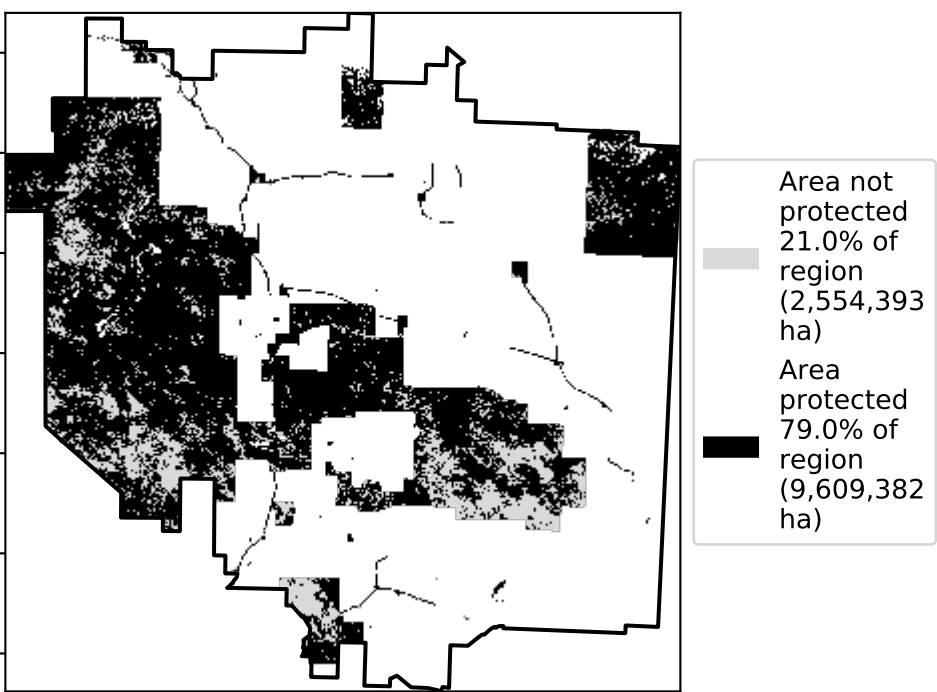 Area not
protected
21.0% of
region
(2,554,393
ha)
Area
protected
79.0% of
region
(9,609,382
ha)